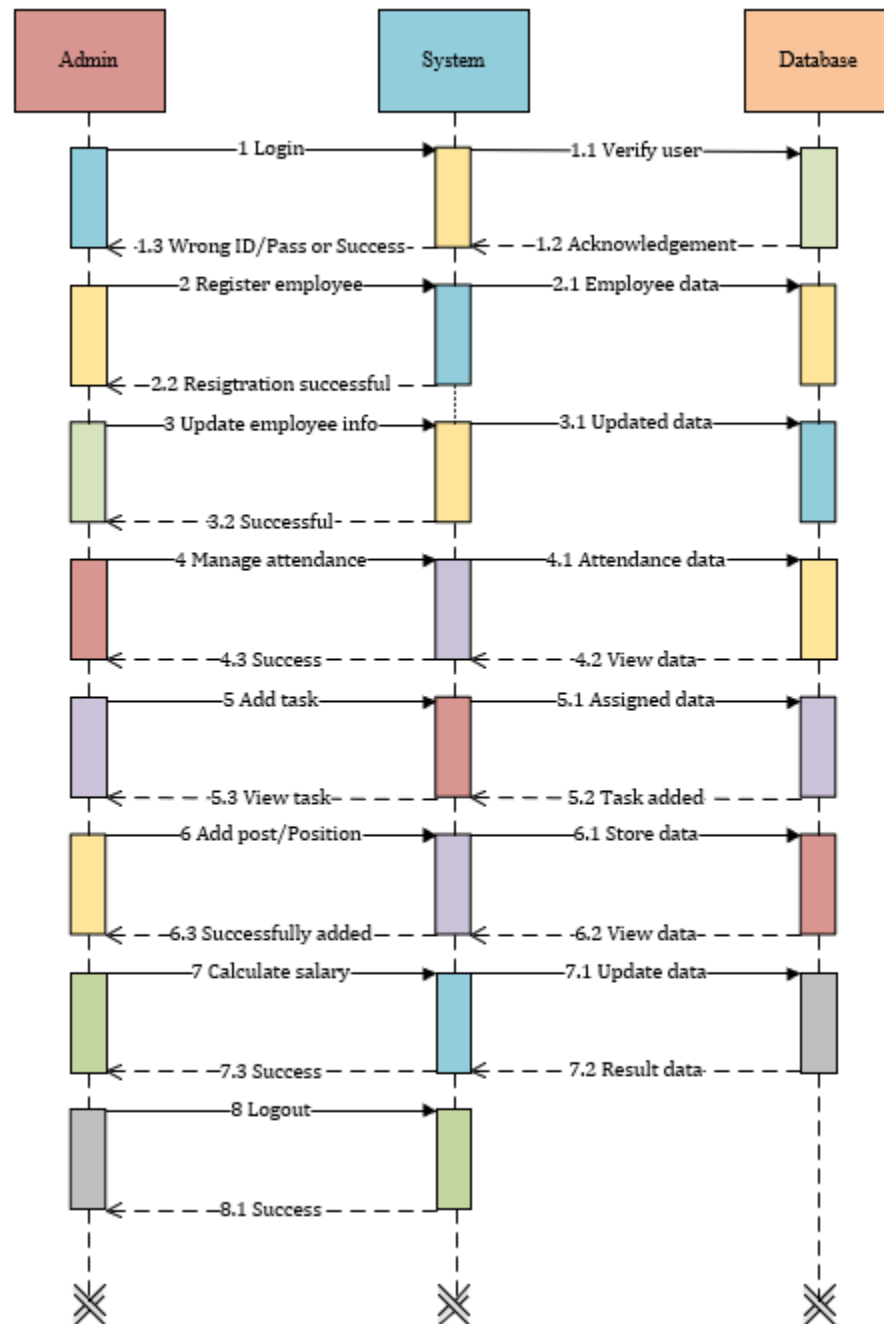 Admin
System
Database
1 Login
1.1 Verify user
1.3 Wrong ID/Pass or Success
1.2 Acknowledgement
2 Register employee
2.1 Employee data
2.2 Resigtration successful
3 Update employee info
3.1 Updated data
3.2 Successful
4 Manage attendance
4.1 Attendance data
4.3 Success
4.2 View data
5 Add task
5.1 Assigned data
5.3 View task
5.2 Task added
6 Add post/Position
6.1 Store data
6.3 Successfully added
6.2 View data
7 Calculate salary
7.1 Update data
7.3 Success
7.2 Result data
8 Logout
8.1 Success